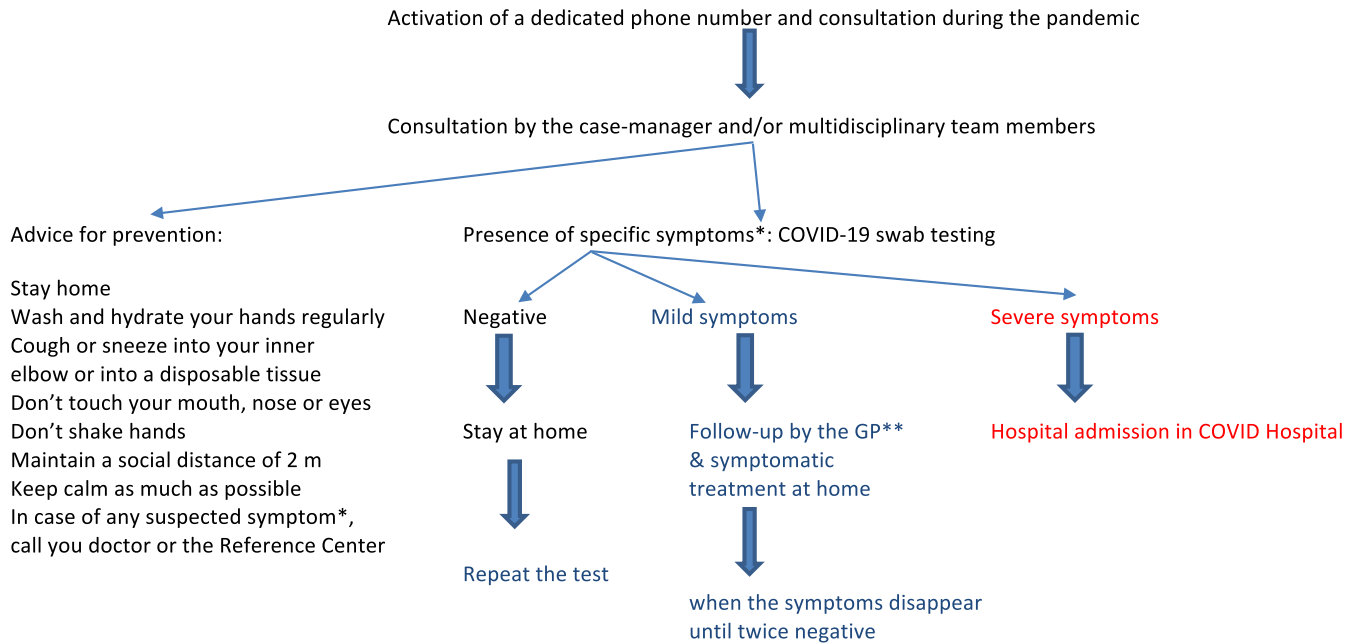 Activation of a dedicated phone number and consultation during the pandemic
Consultation by the case-manager and/or multidisciplinary team members
Advice for prevention:
Stay home
Wash and hydrate your hands regularly
Cough or sneeze into your inner
elbow or into a disposable tissue
Don’t touch your mouth, nose or eyes
Don’t shake hands
Maintain a social distance of 2 m
Keep calm as much as possible
In case of any suspected symptom*,
call you doctor or the Reference Center
Presence of specific symptoms*: COVID-19 swab testing
Negative
Stay at home
Repeat the test
Mild symptoms
Follow-up by the GP**
& symptomatic
treatment at home
when the symptoms disappear
until twice negative
Severe symptoms
Hospital admission in COVID Hospital